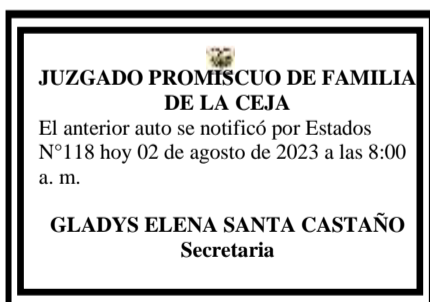 JUZGADO PROMISCUO DE FAMILIA
DE LA CEJA
El anterior auto se notificó por Estados
N°118 hoy 02 de agosto de 2023 a las 8:00
a. m.
GLADYS ELENA SANTA CASTAÑO
Secretaria